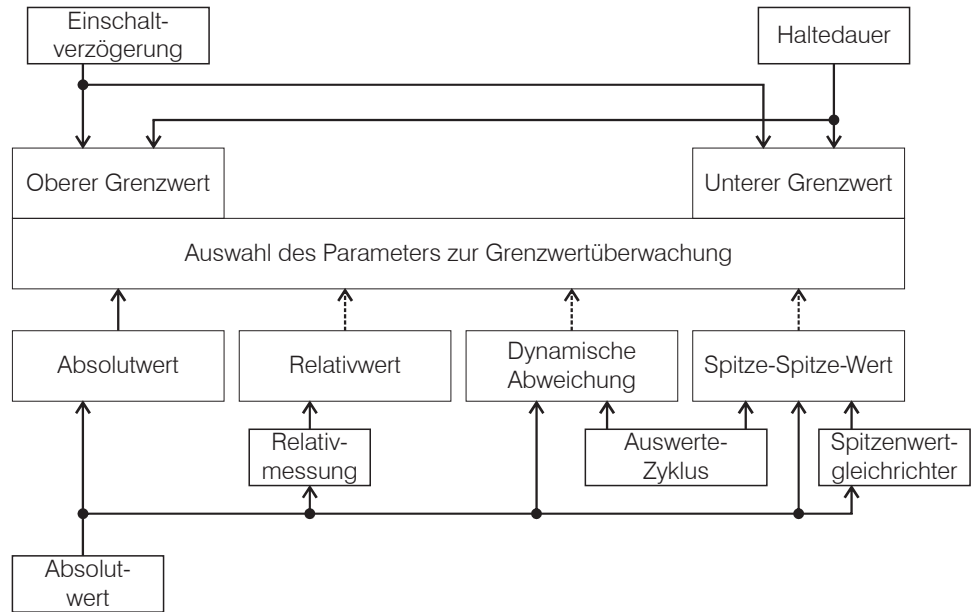 Einschalt-
verzögerung
Haltedauer
Oberer Grenzwert
Unterer Grenzwert
Auswahl des Parameters zur Grenzwertüberwachung
Absolutwert
Relativwert
Dynamische
Abweichung
Spitze-Spitze-Wert
Relativ-
messung
Auswerte-
Zyklus
Spitzenwert-
gleichrichter
Absolut-
wert